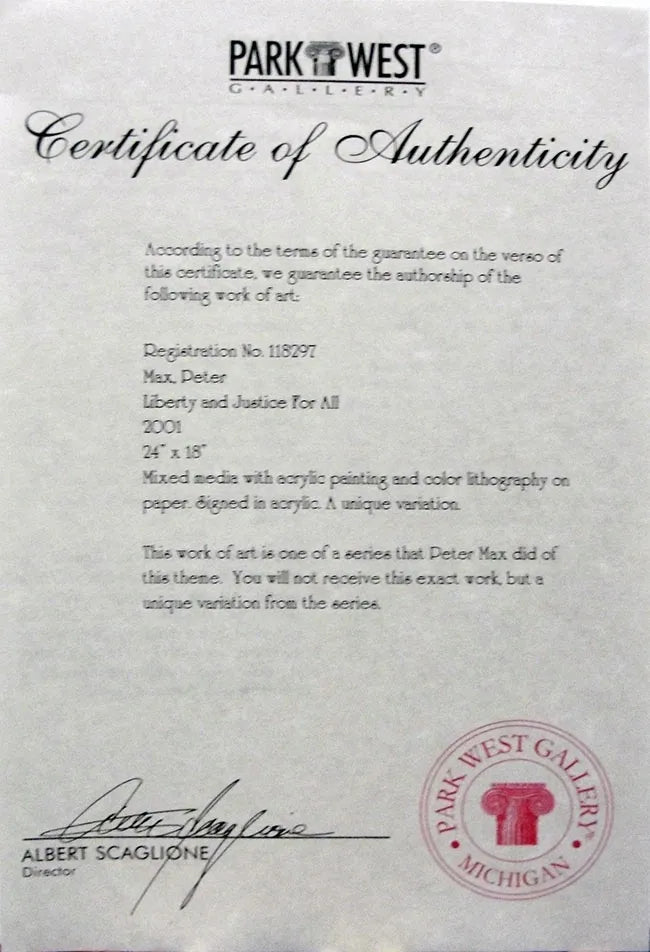 PARK WEST®
G·A·L·L·E·R·Y
Certificate of Authenticity
According to the terms of the guarantee on the verso of
this certificate, we guarantee the authorship of the
following work of art:
Registration No. 118297
Max, Peter
Liberty and Justice For All
2001
24" x 18"
Mixed media with acrylic painting and color lithography on
paper. Signed in acrylic. A unique variation.
This work of art is one of a series that Peter Max did of
this theme. You will not receive this exact work, but a
unique variation from the series.
ALBERT SCAGLIONE
Director
PARK WEST GALLERY®
• MICHIGAN •